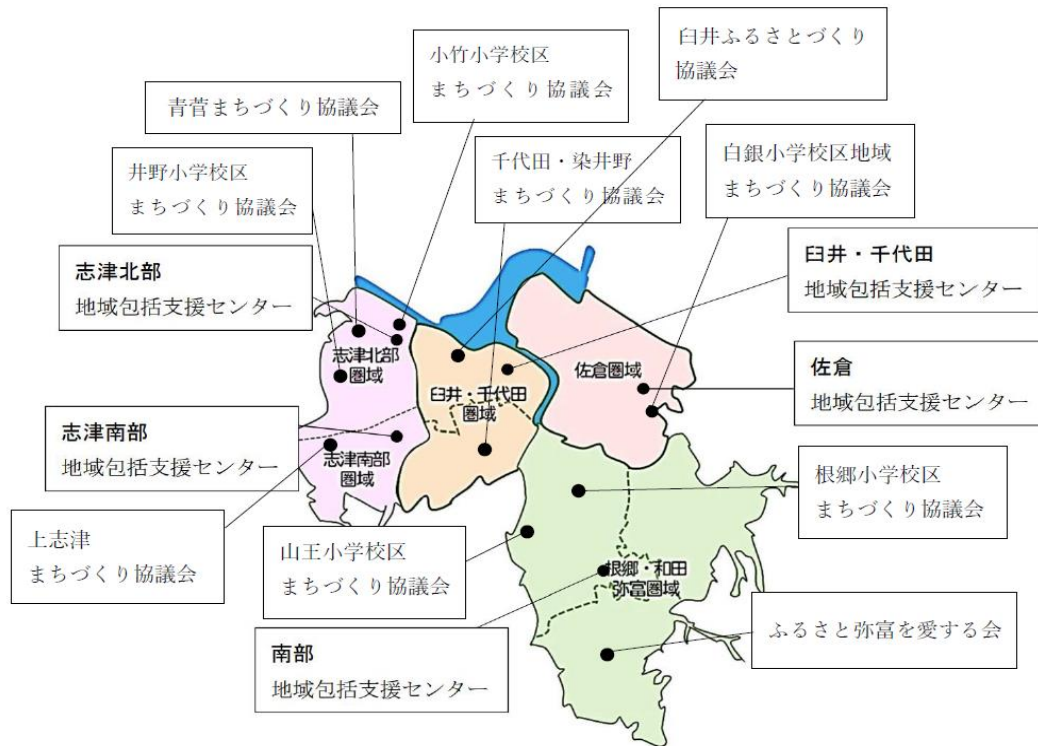 小竹小学校区
まちづくり協議会
臼井ふるさとづくり
協議会
青菅まちづくり協議会
井野小学校区
まちづくり協議会
千代田・染井野
まちづくり協議会
白銀小学校区地域
まちづくり協議会
志津北部
地域包括支援センター
臼井・千代田
地域包括支援センター
志津北部
圏域
佐倉圏域
臼井・千代田
圏域
佐倉
地域包括支援センター
志津南部
地域包括支援センター
志津南部
圏域
根郷小学校区
まちづくり協議会
上志津
まちづくり協議会
山王小学校区
まちづくり協議会
根郷・和田
弥富圏域
ふるさと弥富を愛する会
南部
地域包括支援センター